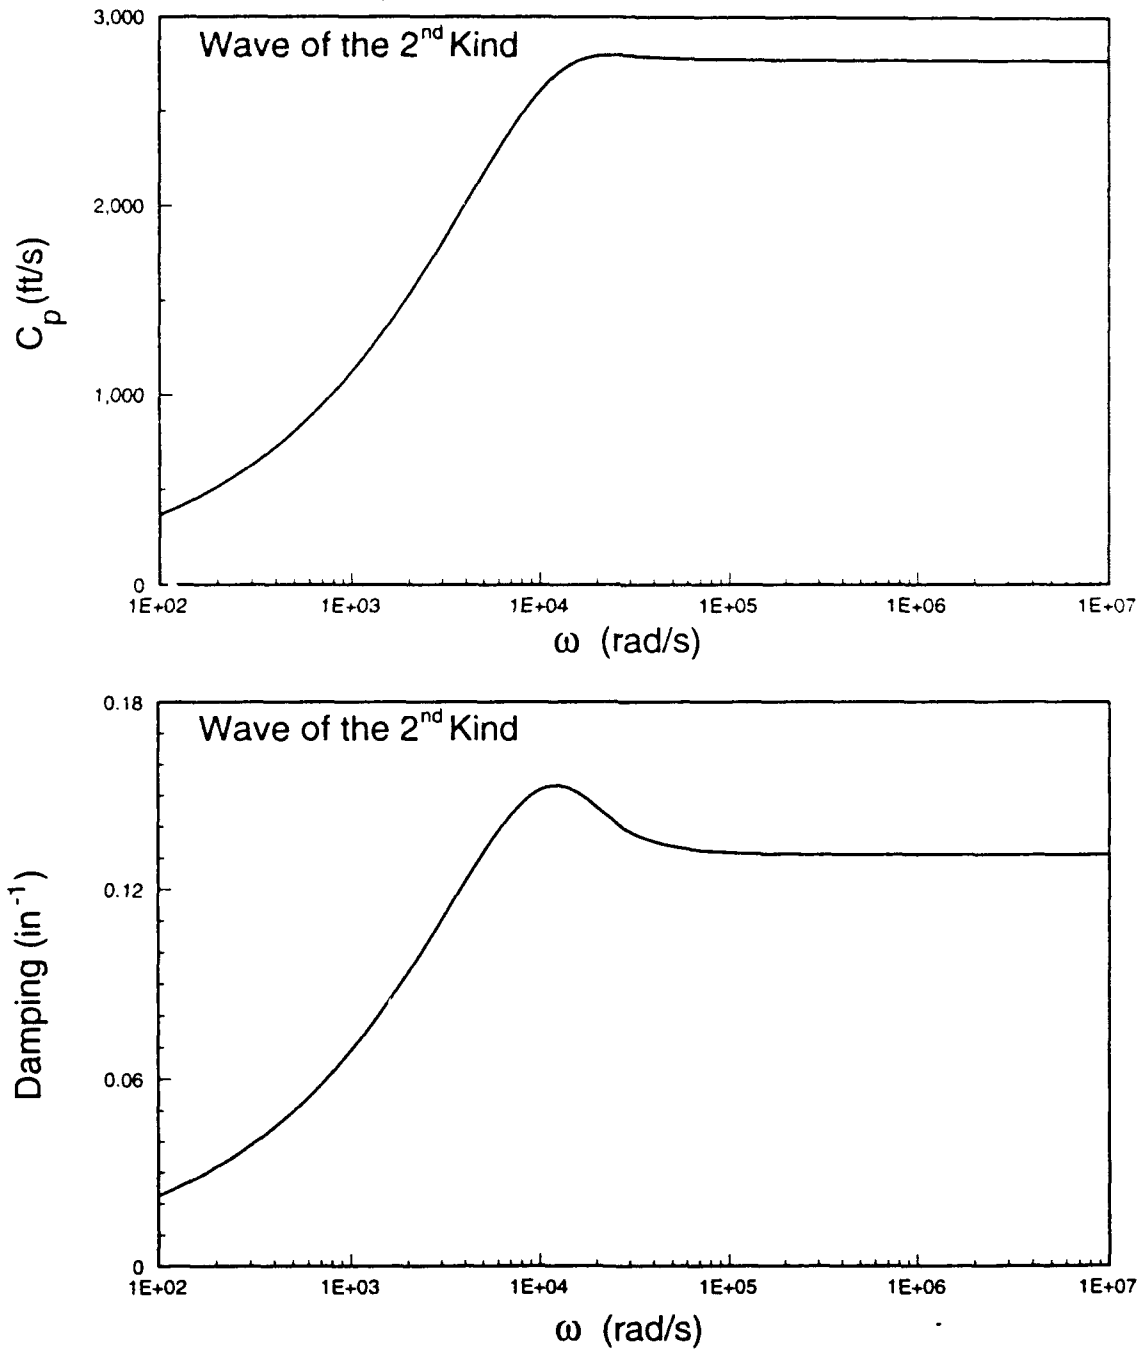 3,000
Wave of the 2nd Kind
2,000
1,000
0
Cp (ft/s)
1E+02 1E+03 1E+04 1E+05 1E+06 1E+07
ω (rad/s)
0.18
Wave of the 2nd Kind
0.12
0.06
0
Damping (in-1)
1E+02 1E+03 1E+04 1E+05 1E+06 1E+07
ω (rad/s)